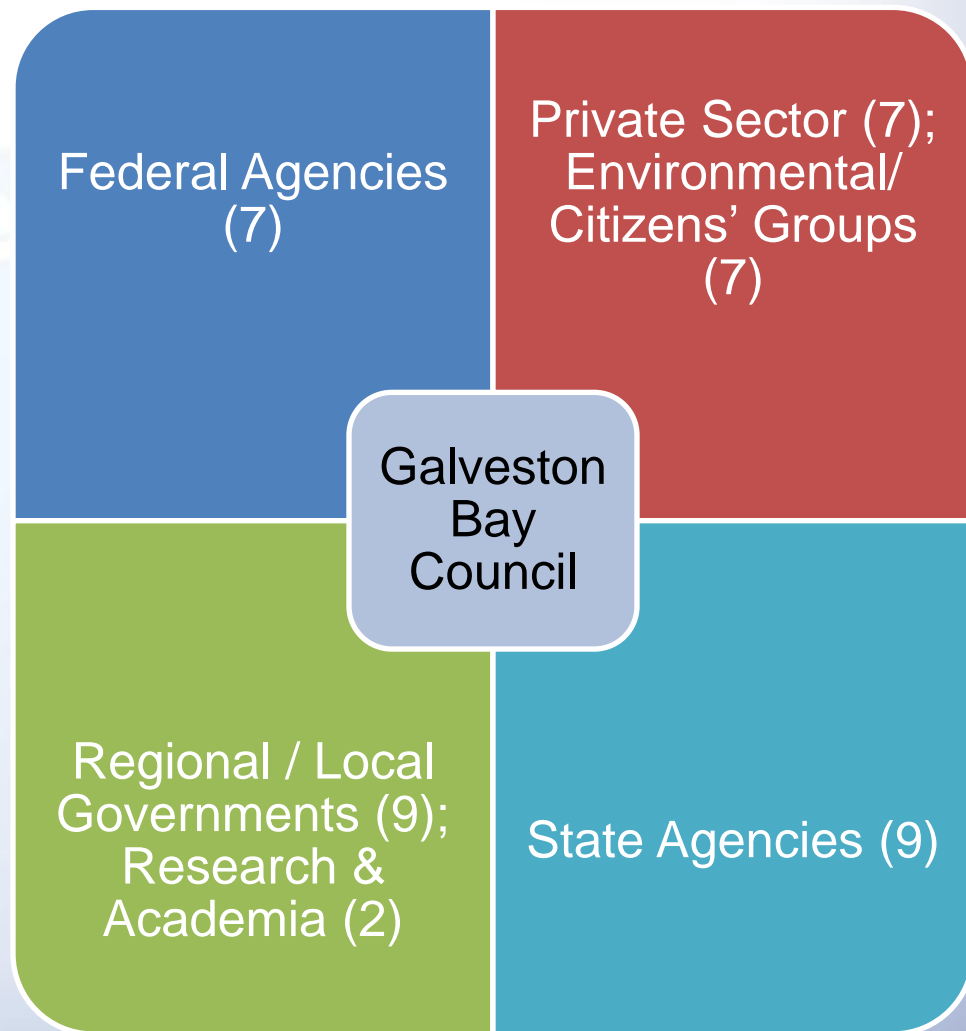 Federal Agencies
(7)
Private Sector (7);
Environmental/
Citizens’ Groups
(7)
Galveston
Bay
Council
Regional / Local
Governments (9);
Research &
Academia (2)
State Agencies (9)